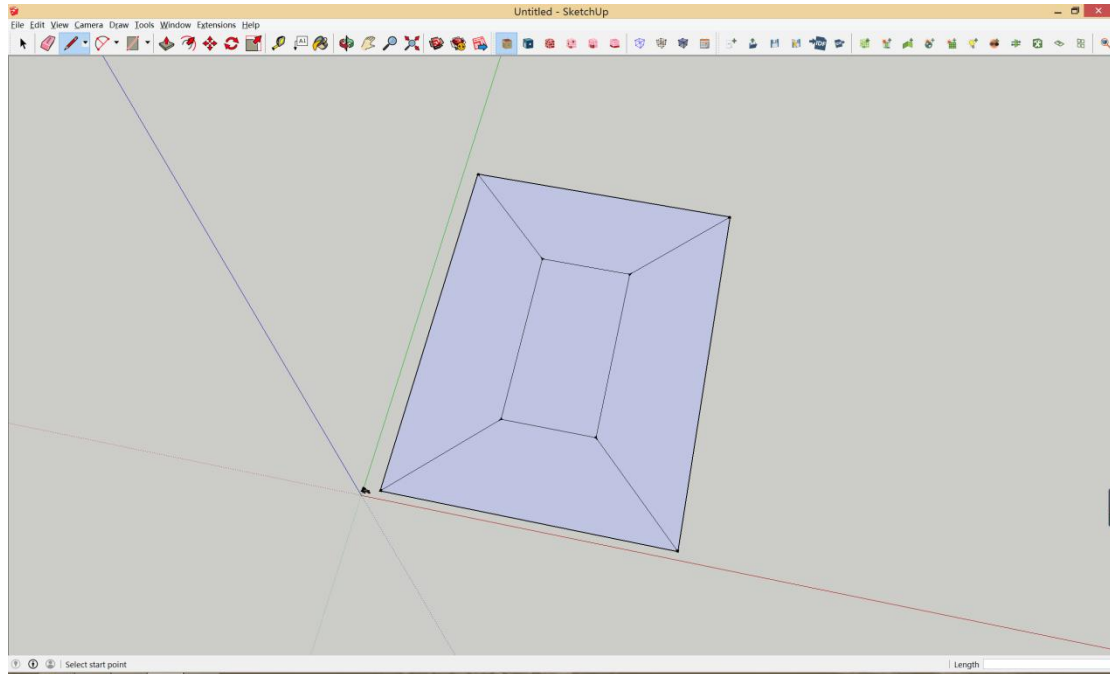 Untitled - SketchUp
File Edit View Camera Draw Tools Window Extensions Help
Select start point
Length